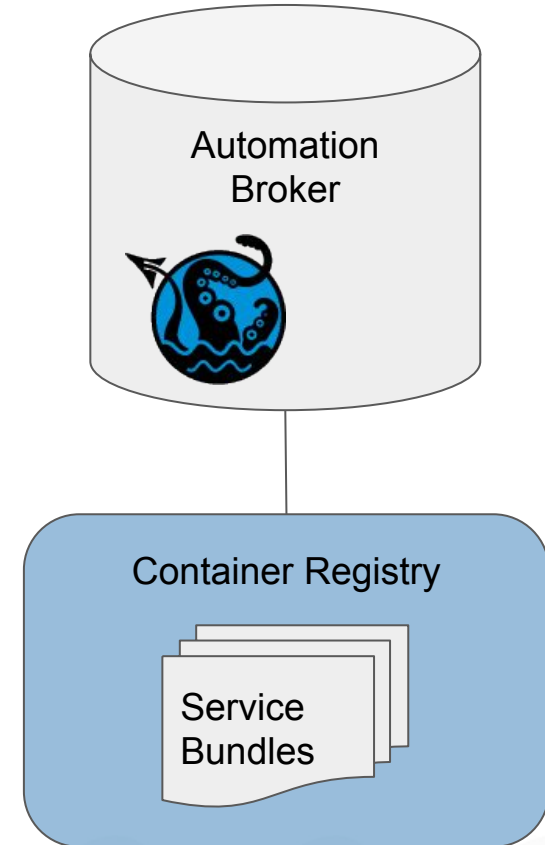 Automation
Broker
Container Registry
Service
Bundles